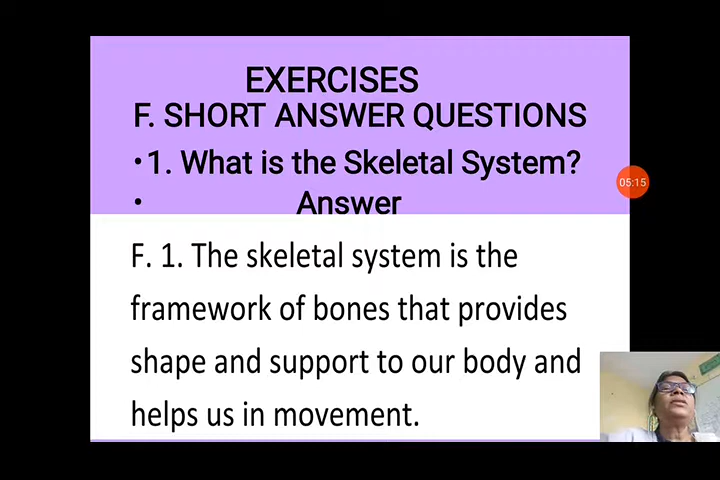 EXERCISES
F. SHORT ANSWER QUESTIONS
•1. What is the Skeletal System?
• Answer
05:15
F. 1. The skeletal system is the
framework of bones that provides
shape and support to our body and
helps us in movement.